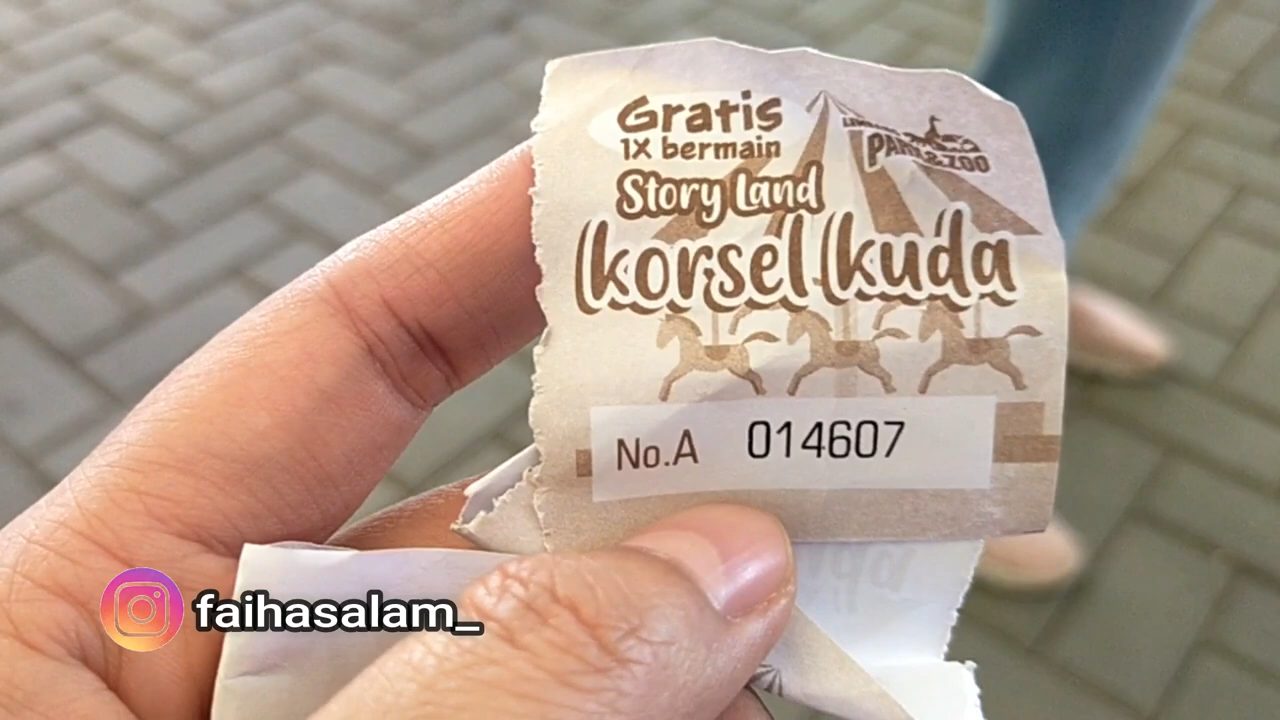 Gratis
1X bermain
PARK & ZOO
Story Land
korsel kuda
No.A 014607
faihasalam_